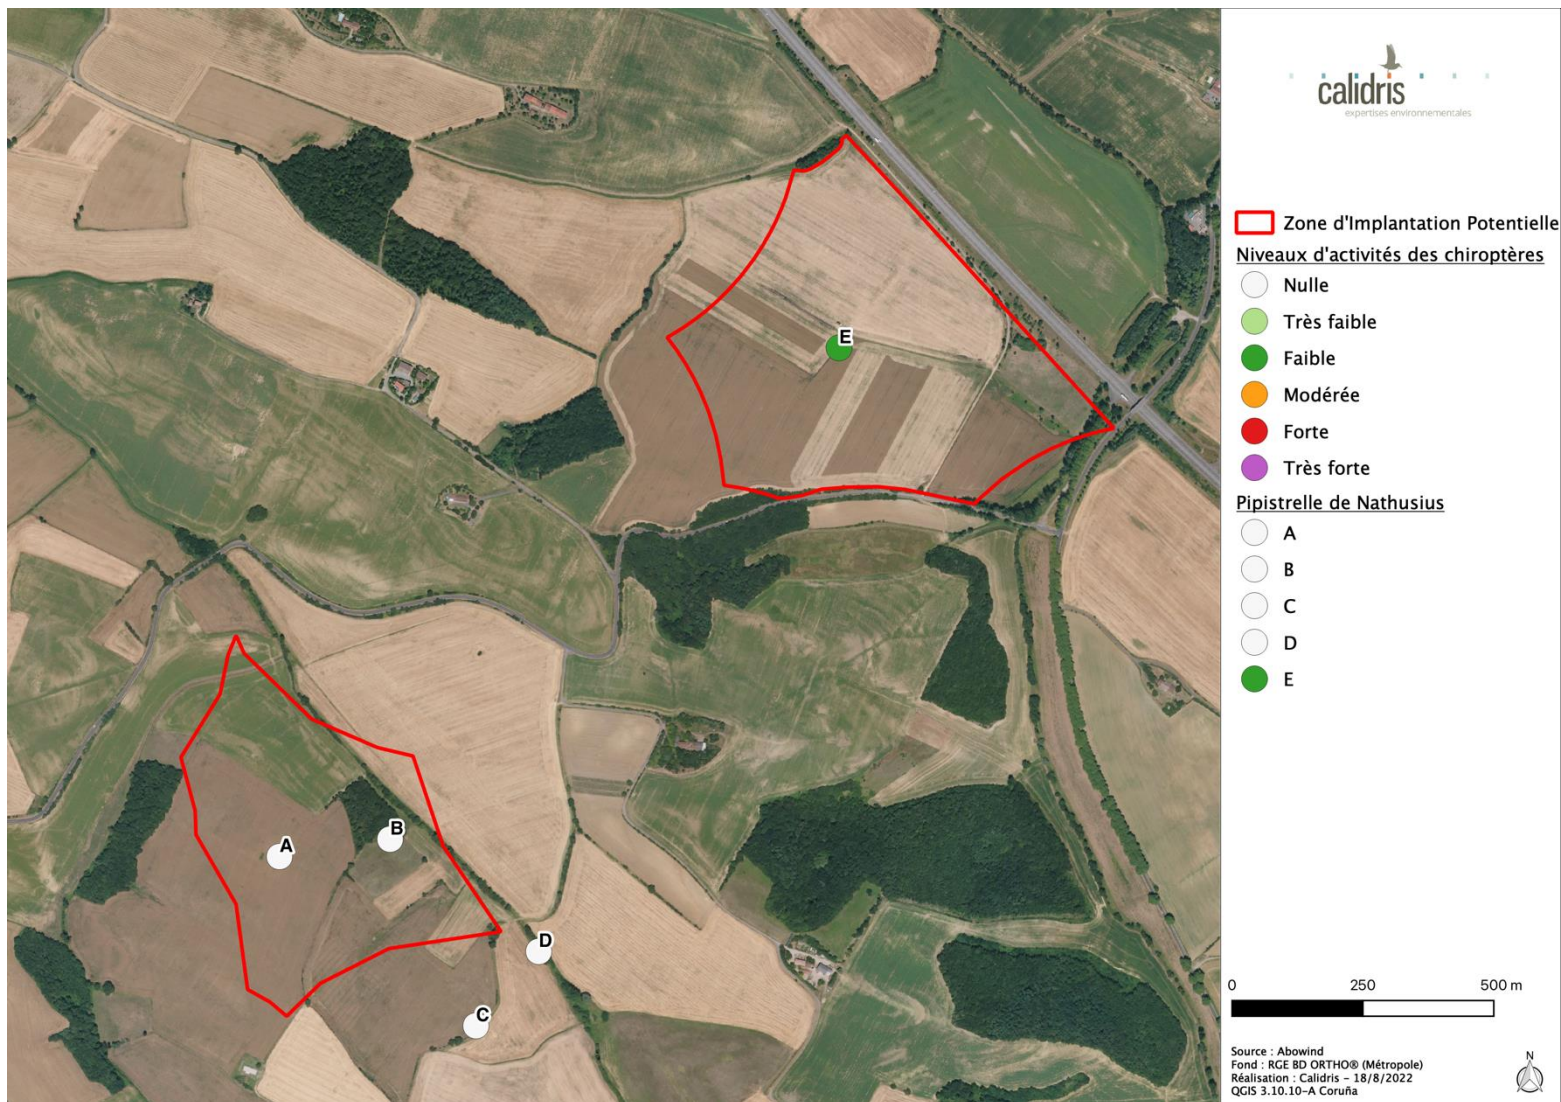 calidris
expertises environnementales
Zone d'Implantation Potentielle
Niveaux d'activités des chiroptères
Nulle
Très faible
Faible
Modérée
Forte
Très forte
Pipistrelle de Nathusius
A
B
C
D
E
E
B
A
D
C
0 250 500 m
Source : Abowind
Fond : RGE BD ORTHO® (Métropole)
Réalisation : Calidris - 18/8/2022
QGIS 3.10.10-A Coruña
N